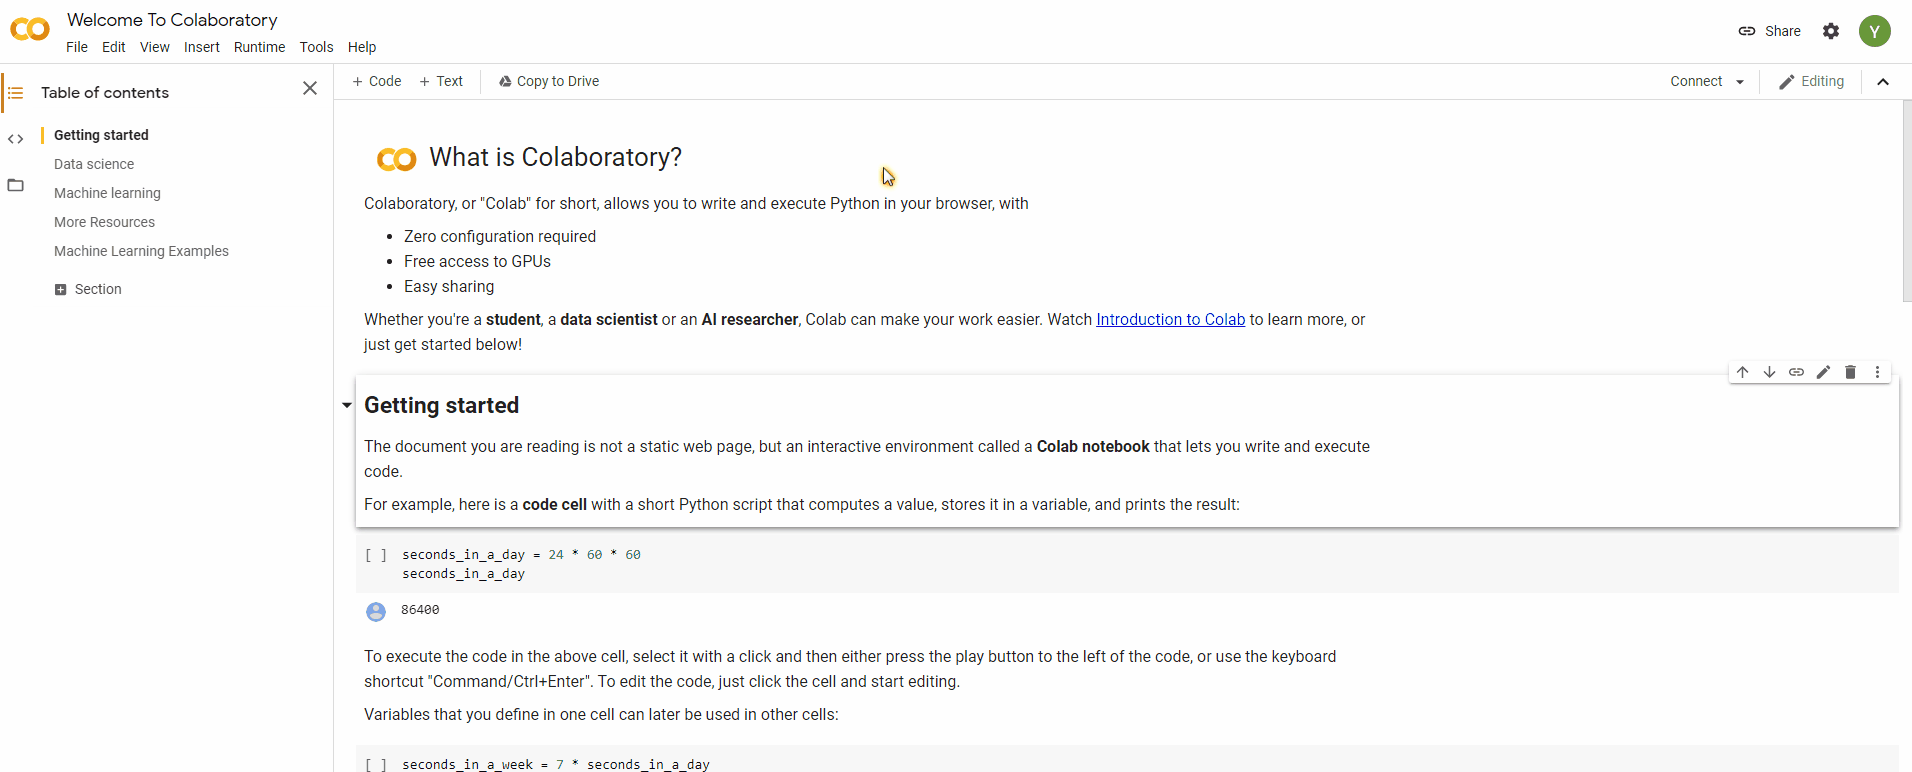 Welcome To Colaboratory
File Edit View Insert Runtime Tools Help
Share
Y
Table of contents
Getting started
Data science
Machine learning
More Resources
Machine Learning Examples
Section
+ Code + Text Copy to Drive
Connect Editing
What is Colaboratory?
Colaboratory, or "Colab" for short, allows you to write and execute Python in your browser, with
• Zero configuration required
• Free access to GPUs
• Easy sharing
Whether you're a student, a data scientist or an AI researcher, Colab can make your work easier. Watch Introduction to Colab to learn more, or
just get started below!
Getting started
The document you are reading is not a static web page, but an interactive environment called a Colab notebook that lets you write and execute
code.
For example, here is a code cell with a short Python script that computes a value, stores it in a variable, and prints the result:
[ ] seconds_in_a_day = 24 * 60 * 60
seconds_in_a_day
86400
To execute the code in the above cell, select it with a click and then either press the play button to the left of the code, or use the keyboard
shortcut "Command/Ctrl+Enter". To edit the code, just click the cell and start editing.
Variables that you define in one cell can later be used in other cells:
[ ] seconds_in_a_week = 7 * seconds_in_a_day